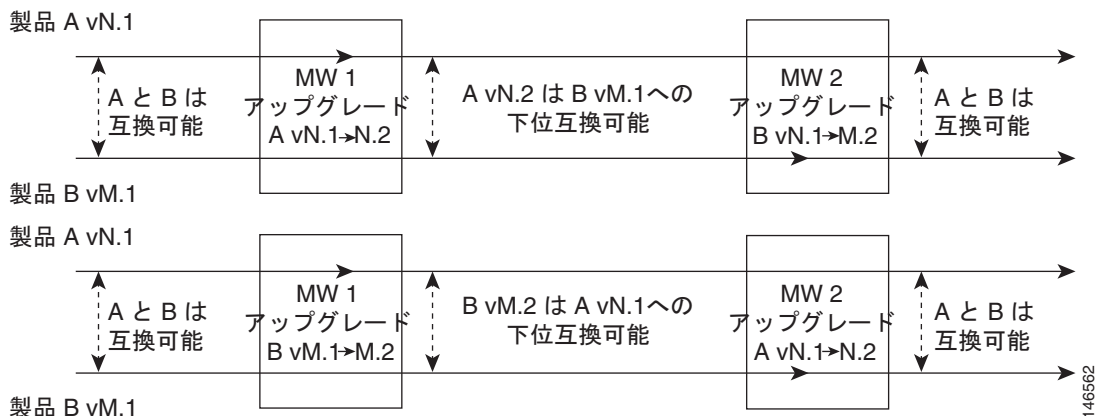 製品 A vN.1
A と B は
互換可能
MW 1
アップグレード
A vN.1→N.2
A vN.2 は B vM.1への
下位互換可能
MW 2
アップグレード
B vN.1→M.2
A と B は
互換可能
製品 B vM.1
製品 A vN.1
A と B は
互換可能
MW 1
アップグレード
B vM.1→M.2
B vM.2 は A vN.1への
下位互換可能
MW 2
アップグレード
A vN.1→N.2
A と B は
互換可能
製品 B vM.1
146562